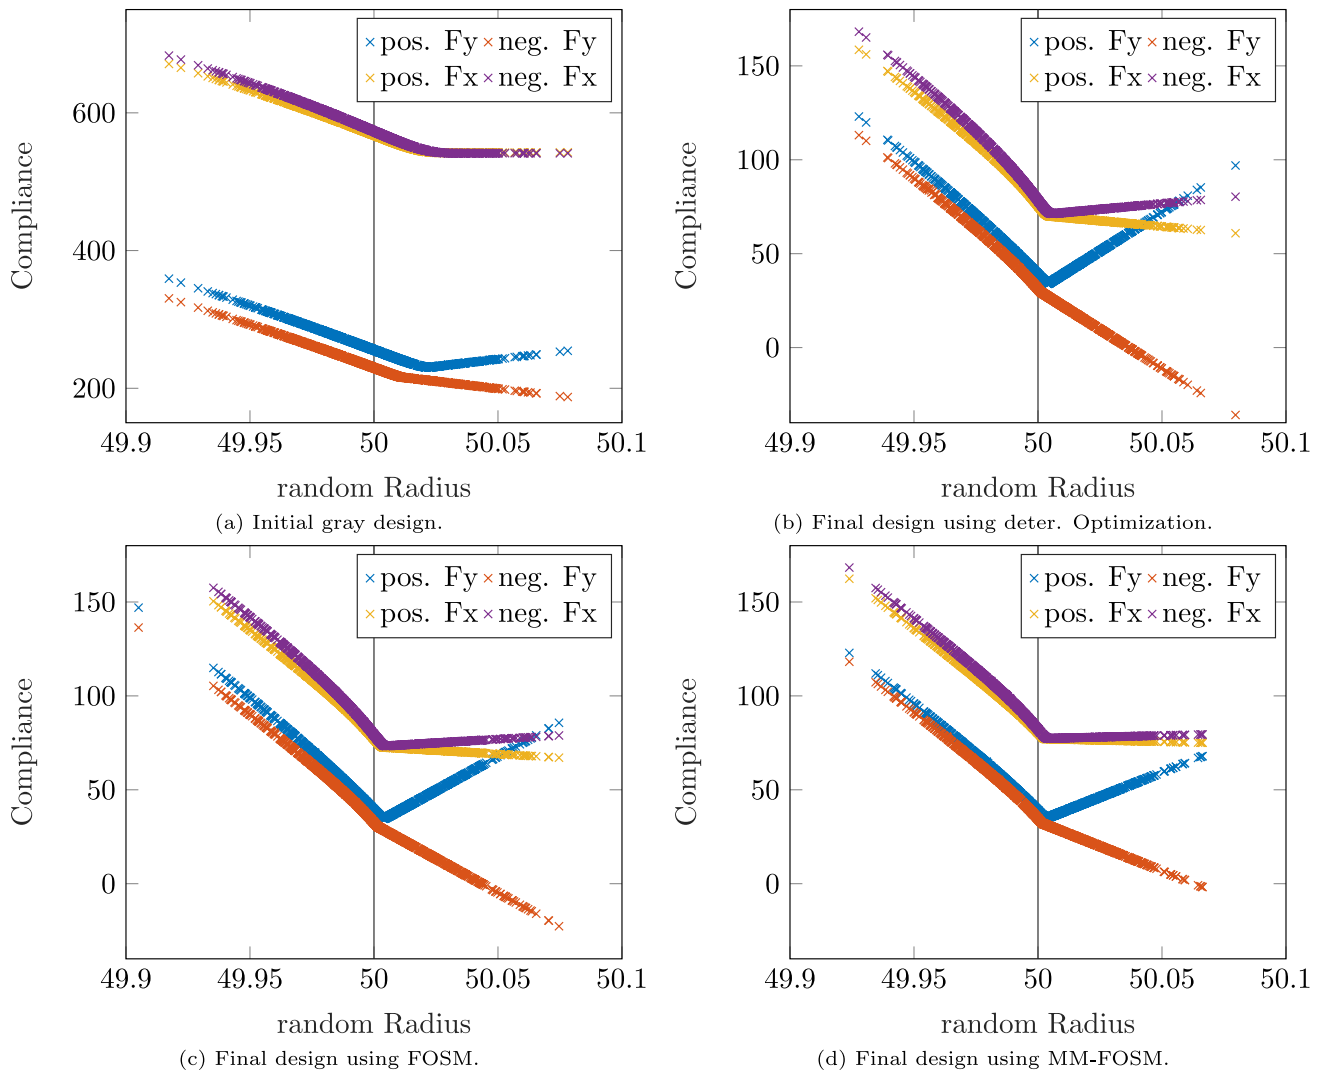 pos. Fy neg. Fy
pos. Fx neg. Fx
600
400
200
Compliance
49.9 49.95 50 50.05 50.1
random Radius
(a) Initial gray design.
pos. Fy neg. Fy
pos. Fx neg. Fx
150
100
50
0
Compliance
49.9 49.95 50 50.05 50.1
random Radius
(b) Final design using deter. Optimization.
pos. Fy neg. Fy
pos. Fx neg. Fx
150
100
50
0
Compliance
49.9 49.95 50 50.05 50.1
random Radius
(c) Final design using FOSM.
pos. Fy neg. Fy
pos. Fx neg. Fx
150
100
50
0
Compliance
49.9 49.95 50 50.05 50.1
random Radius
(d) Final design using MM-FOSM.